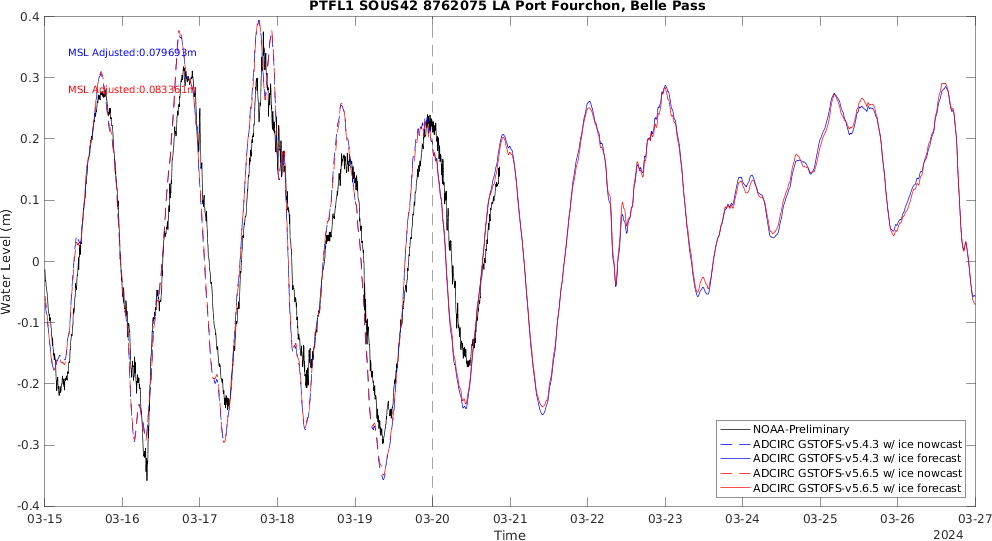 PTFL1 SOUS42 8762075 LA Port Fourchon, Belle Pass
0.4
0.3
0.2
0.1
0
-0.1
-0.2
-0.3
-0.4
Water Level (m)
MSL Adjusted:0.079693m
MSL Adjusted:0.083361m
NOAA-Preliminary
ADCIRC GSTOFS-v5.4.3 w/ ice nowcast
ADCIRC GSTOFS-v5.4.3 w/ ice forecast
ADCIRC GSTOFS-v5.6.5 w/ ice nowcast
ADCIRC GSTOFS-v5.6.5 w/ ice forecast
03-15 03-16 03-17 03-18 03-19 03-20 03-21 03-22 03-23 03-24 03-25 03-26 03-27
Time
2024